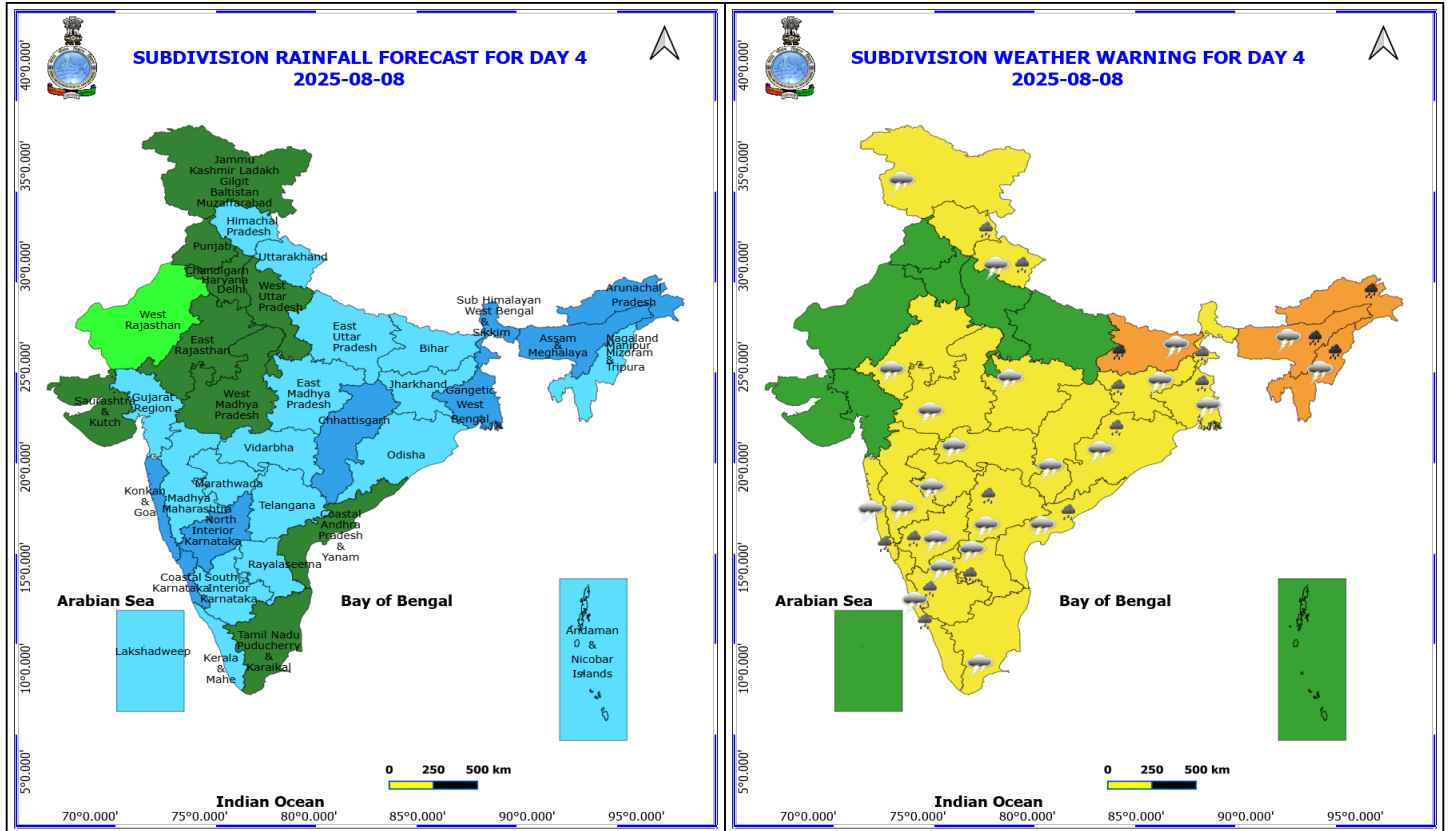 SUBDIVISION RAINFALL FORECAST FOR DAY 4
2025-08-08
40°0.000'
35°0.000'
30°0.000'
25°0.000'
20°0.000'
15°0.000'
10°0.000'
5°0.000'
Jammu
Kashmir Ladakh
Gilgit
Baltistan
Muzaffarabad
Himachal
Pradesh
Punjab
Uttarakhand
Chandigarh
Haryana
Delhi
West
Uttar
Pradesh
West
Rajasthan
East
Rajasthan
East
Uttar
Pradesh
Bihar
Sub Himalayan
West Bengal
&
Sikkim
Arunachal
Pradesh
Assam
&
Meghalaya
Nagaland
Manipur
Mizoram
&
Tripura
Saurashtra
&
Kutch
Gujarat
Region
West
Madhya
Pradesh
East
Madhya
Pradesh
Jharkhand
Gangetic
West
Bengal
Chhattisgarh
Odisha
Vidarbha
Konkan
&
Goa
Madhya
Maharashtra
Marathwada
Telangana
North
Interior
Karnataka
Coastal
Andhra
Pradesh
&
Yanam
Rayalaseema
Coastal
Karnataka
South
Interior
Karnataka
Arabian Sea
Bay of Bengal
Lakshadweep
Kerala
&
Mahe
Tamil Nadu
Puducherry
&
Karaikal
Andaman
&
Nicobar
Islands
0 250 500 km
Indian Ocean
70°0.000' 75°0.000' 80°0.000' 85°0.000' 90°0.000' 95°0.000'
SUBDIVISION WEATHER WARNING FOR DAY 4
2025-08-08
40°0.000'
35°0.000'
30°0.000'
25°0.000'
20°0.000'
15°0.000'
10°0.000'
5°0.000'
Arabian Sea
Bay of Bengal
0 250 500 km
Indian Ocean
70°0.000' 75°0.000' 80°0.000' 85°0.000' 90°0.000' 95°0.000'